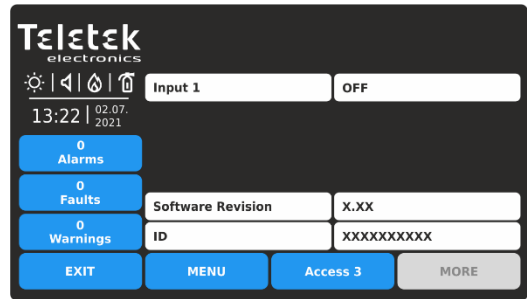 Teletek
electronics
13:22 | 02.07.
2021
Input 1 OFF
0
Alarms
0
Faults
0
Warnings
Software Revision X.XX
ID XXXXXXXXXX
EXIT MENU Access 3 MORE